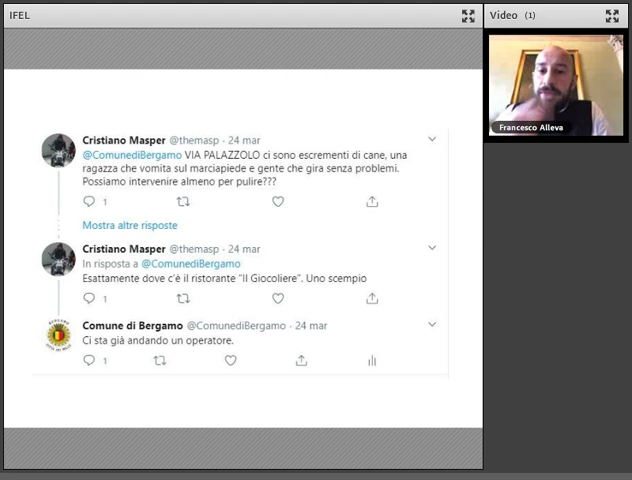 IFEL
Video (1)
Francesco Alleva
Cristiano Masper @themasp · 24 mar
@ComunediBergamo VIA PALAZZOLO ci sono escrementi di cane, una
ragazza che vomita sul marciapiede e gente che gira senza problemi.
Possiamo intervenire almeno per pulire???
1
Mostra altre risposte
Cristiano Masper @themasp · 24 mar
In risposta a @ComunediBergamo
Esattamente dove c'è il ristorante "Il Giocoliere". Uno scempio
1
Comune di Bergamo @ComunediBergamo · 24 mar
Ci sta già andando un operatore.
1